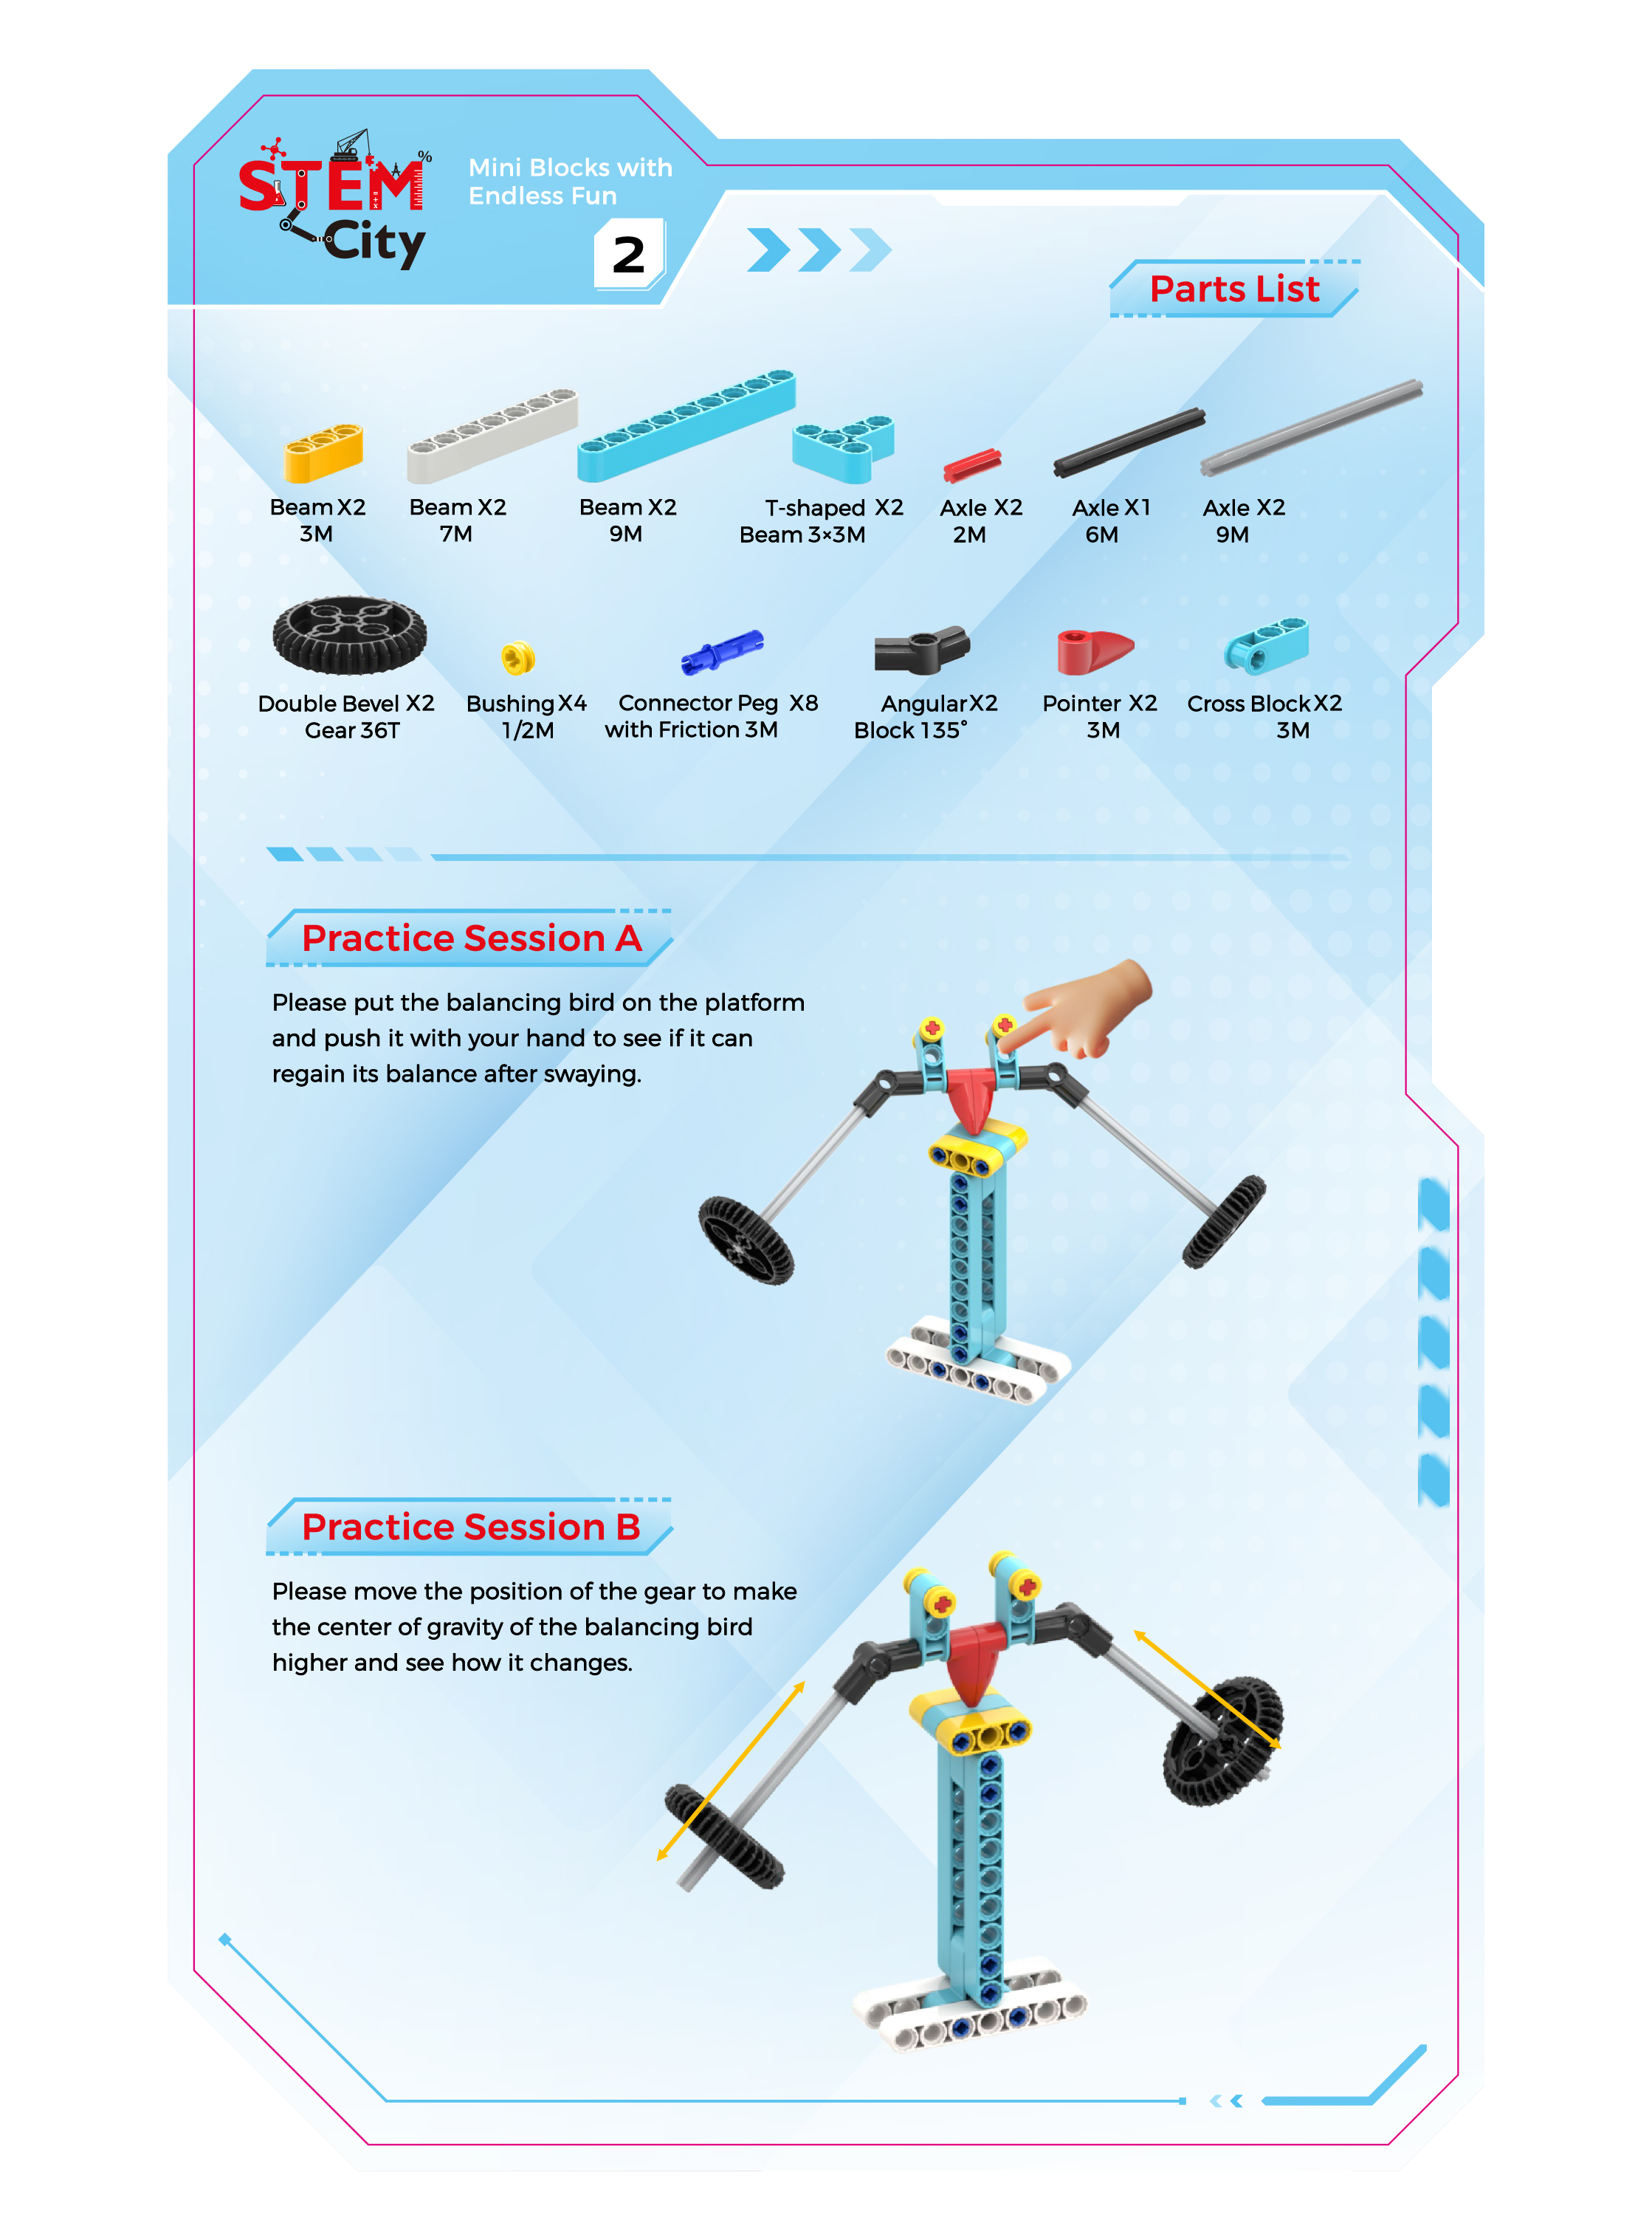 STEM %
City
Mini Blocks with
Endless Fun
2
Parts List
Beam X2
3M
Beam X2
7M
Beam X2
9M
T-shaped X2
Beam 3×3M
Axle X2
2M
Axle X1
6M
Axle X2
9M
Double Bevel X2
Gear 36T
Bushing X4
1/2M
Connector Peg X8
with Friction 3M
Angular X2
Block 135°
Pointer X2
3M
Cross Block X2
3M
Practice Session A
Please put the balancing bird on the platform
and push it with your hand to see if it can
regain its balance after swaying.
Practice Session B
Please move the position of the gear to make
the center of gravity of the balancing bird
higher and see how it changes.